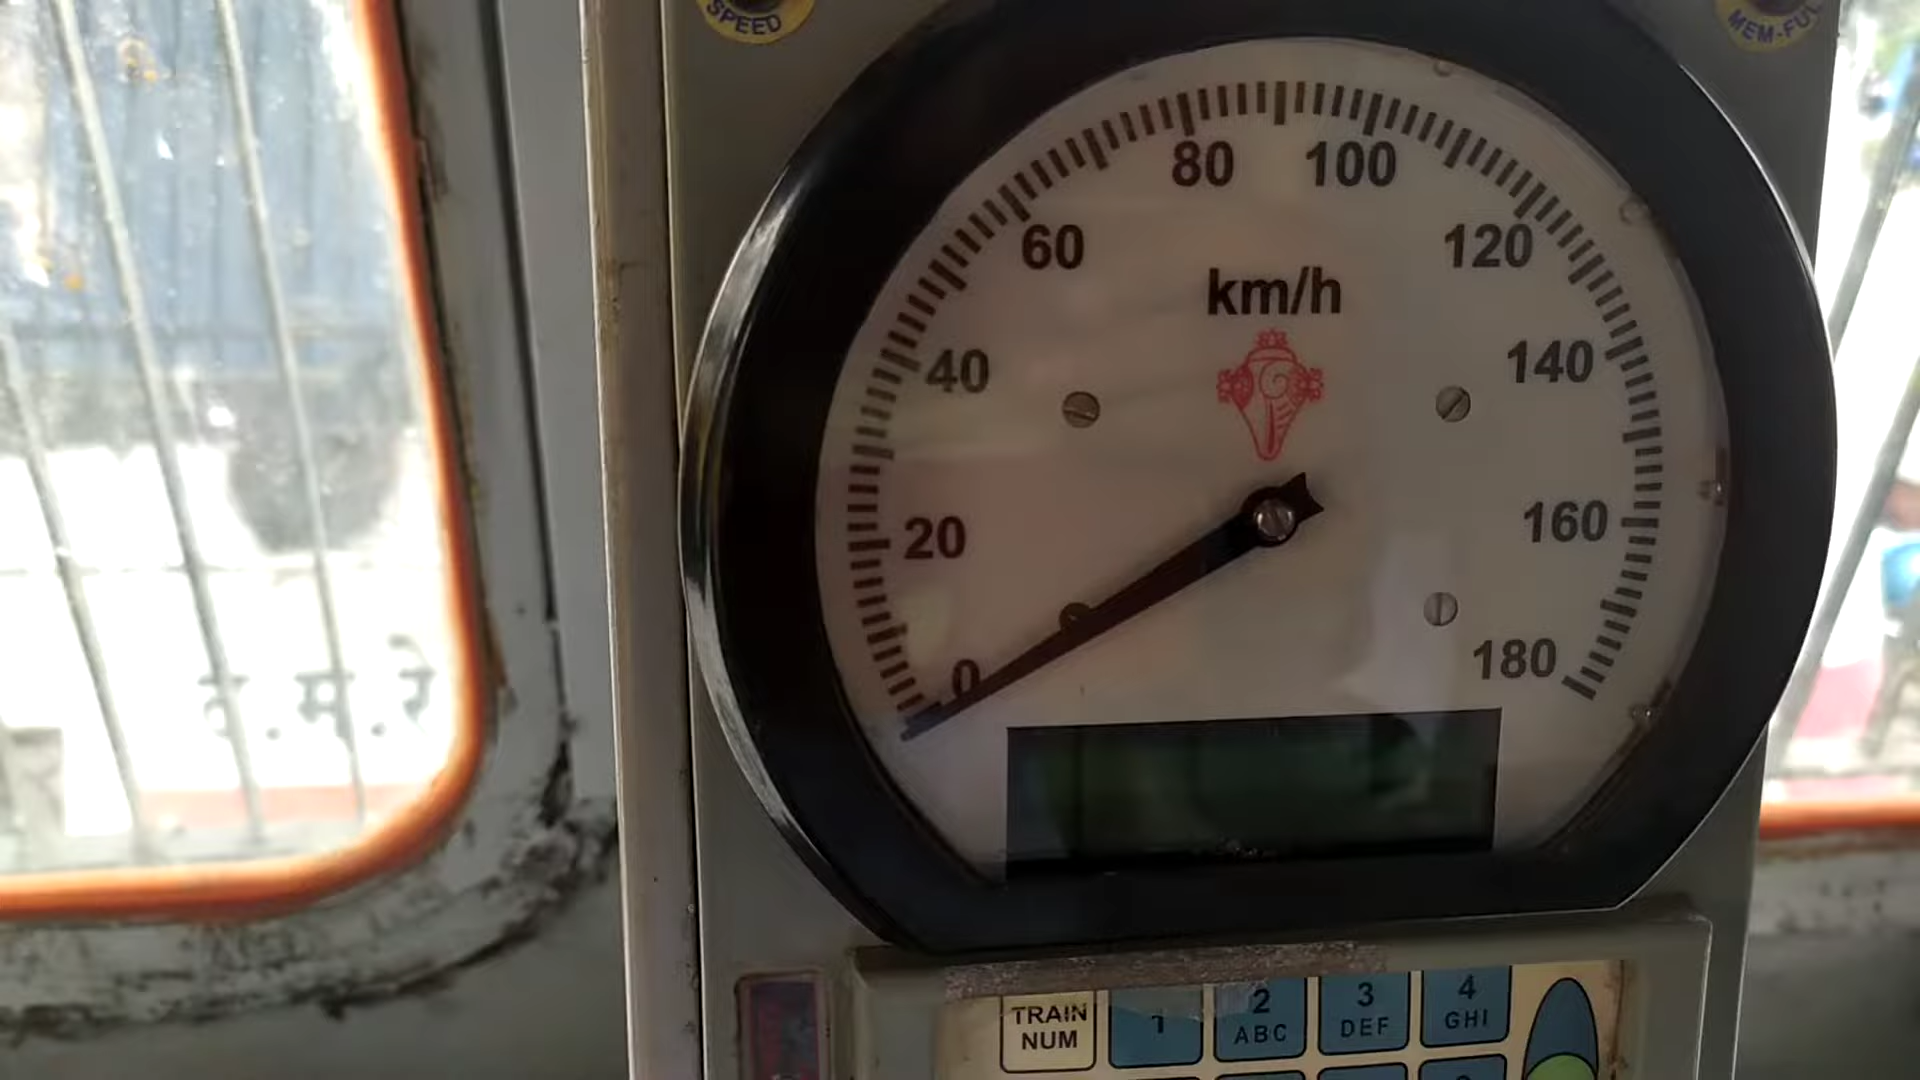 SPEED
MEM-FUL
80 100
60 120
km/h
40 140
20 160
0 180
द.म.रे
TRAIN
NUM
1
2
ABC
3
DEF
4
GHI